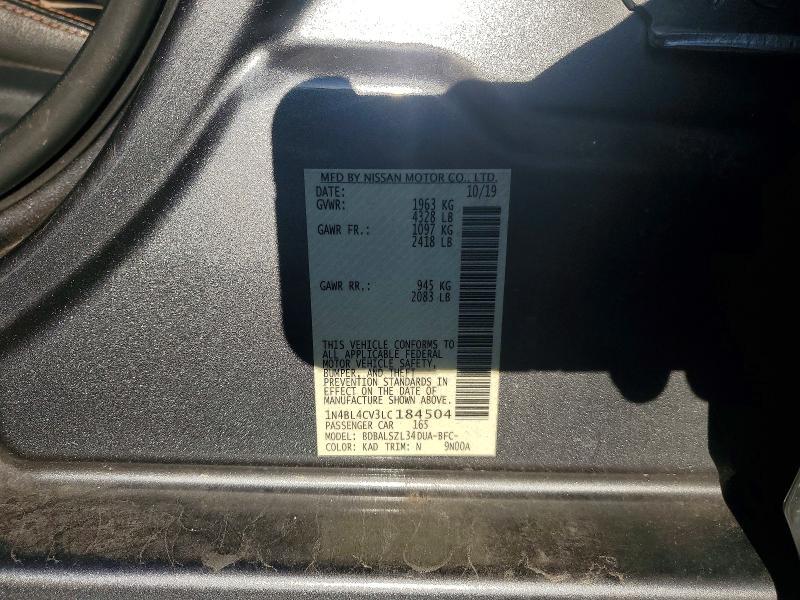 MFD BY NISSAN MOTOR CO., LTD.
DATE: 10/19
GVWR: 1963 KG
4328 LB
GAWR FR.: 1097 KG
2418 LB
GAWR RR.: 945 KG
2083 LB
THIS VEHICLE CONFORMS TO
ALL APPLICABLE FEDERAL
MOTOR VEHICLE SAFETY,
BUMPER, AND THEFT
PREVENTION STANDARDS IN
EFFECT ON THE DATE OF
MANUFACTURE SHOWN ABOVE.
1N4BL4CV3LC184504
PASSENGER CAR 165
MODEL: BDBALSZL34DUA-BFC-
COLOR: KAD TRIM: N 9N00A